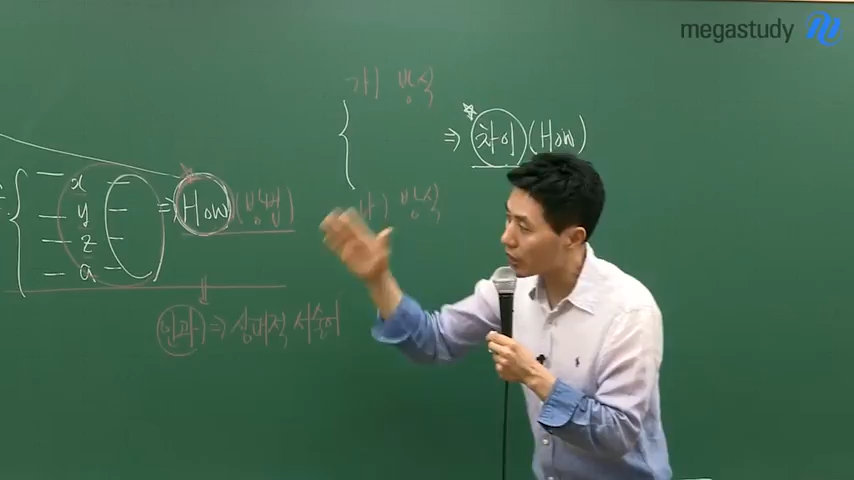 megastudy
가) 방식
⇒ 차이 (How)
나) 방식
x
y
z
a
⇒ How (방법)
인과 ⇒ 상대적 서술어